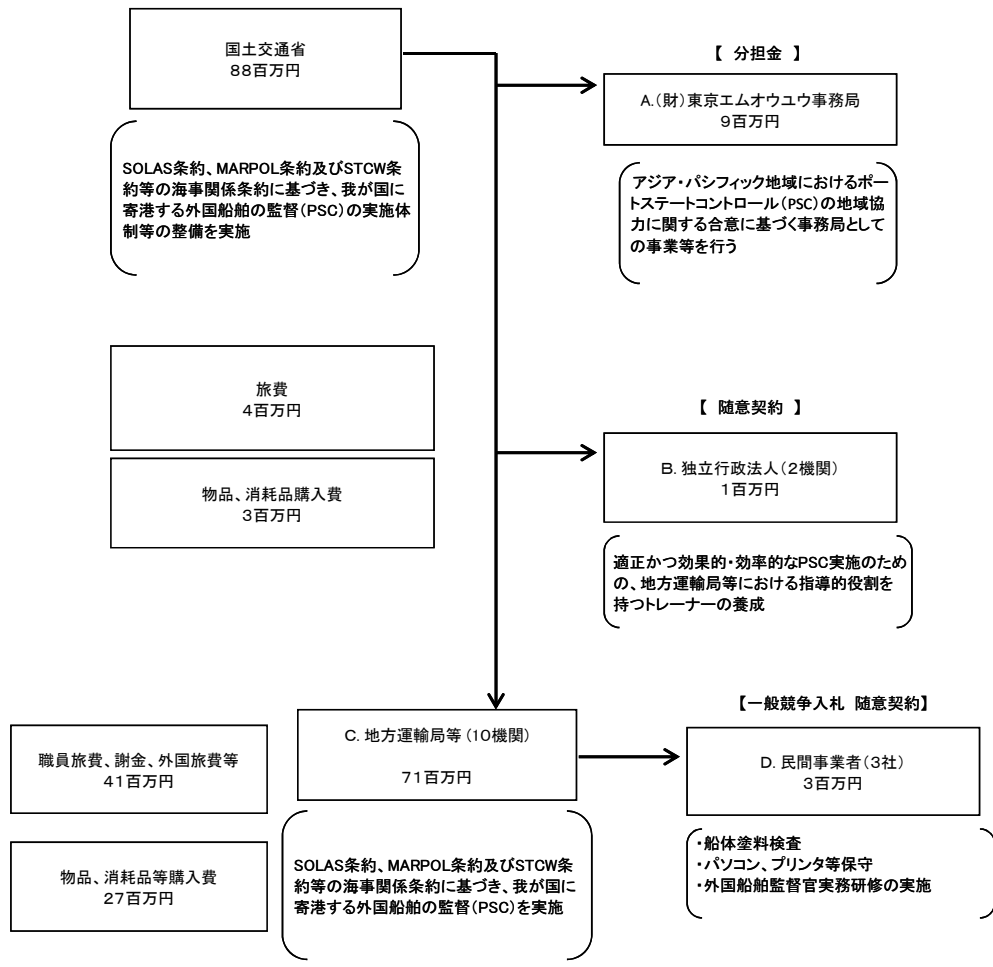 国土交通省
88百万円
SOLAS条約、MARPOL条約及びSTCW条
約等の海事関係条約に基づき、我が国に
寄港する外国船舶の監督(PSC)の実施体
制等の整備を実施
【 分担金 】
A.(財)東京エムオウユウ事務局
9百万円
アジア・パシフィック地域におけるポー
トステートコントロール(PSC)の地域協
力に関する合意に基づく事務局として
の事業等を行う
旅費
4百万円
物品、消耗品購入費
3百万円
【 随意契約 】
B. 独立行政法人(2機関)
1百万円
適正かつ効果的・効率的なPSC実施のため
の、地方運輸局等における指導的役割を
持つトレーナーの養成
職員旅費、謝金、外国旅費等
41百万円
物品、消耗品等購入費
27百万円
C. 地方運輸局等(10機関)
71百万円
SOLAS条約、MARPOL条約及びSTCW条
約等の海事関係条約に基づき、我が国に
寄港する外国船舶の監督(PSC)を実施
【一般競争入札 随意契約】
D. 民間事業者(3社)
3百万円
・船体塗料検査
・パソコン、プリンタ等保守
・外国船舶監督官実務研修の実施